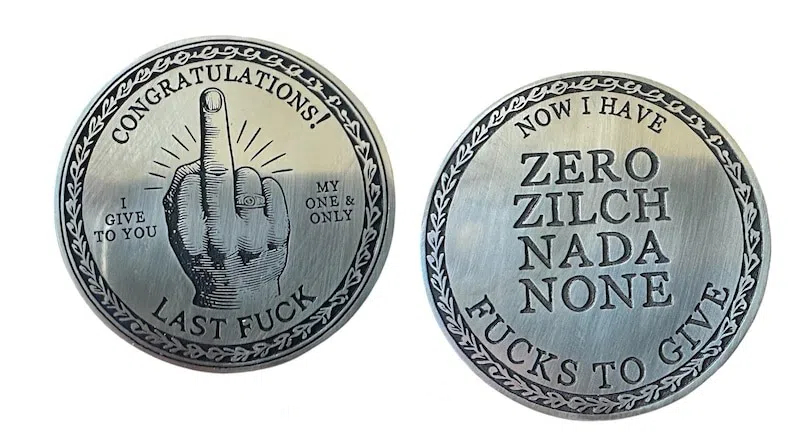 CONGRATULATIONS!
I
GIVE
TO YOU
MY
ONE &
ONLY
LAST FUCK
NOW I HAVE
ZERO
ZILCH
NADA
NONE
FUCKS TO GIVE